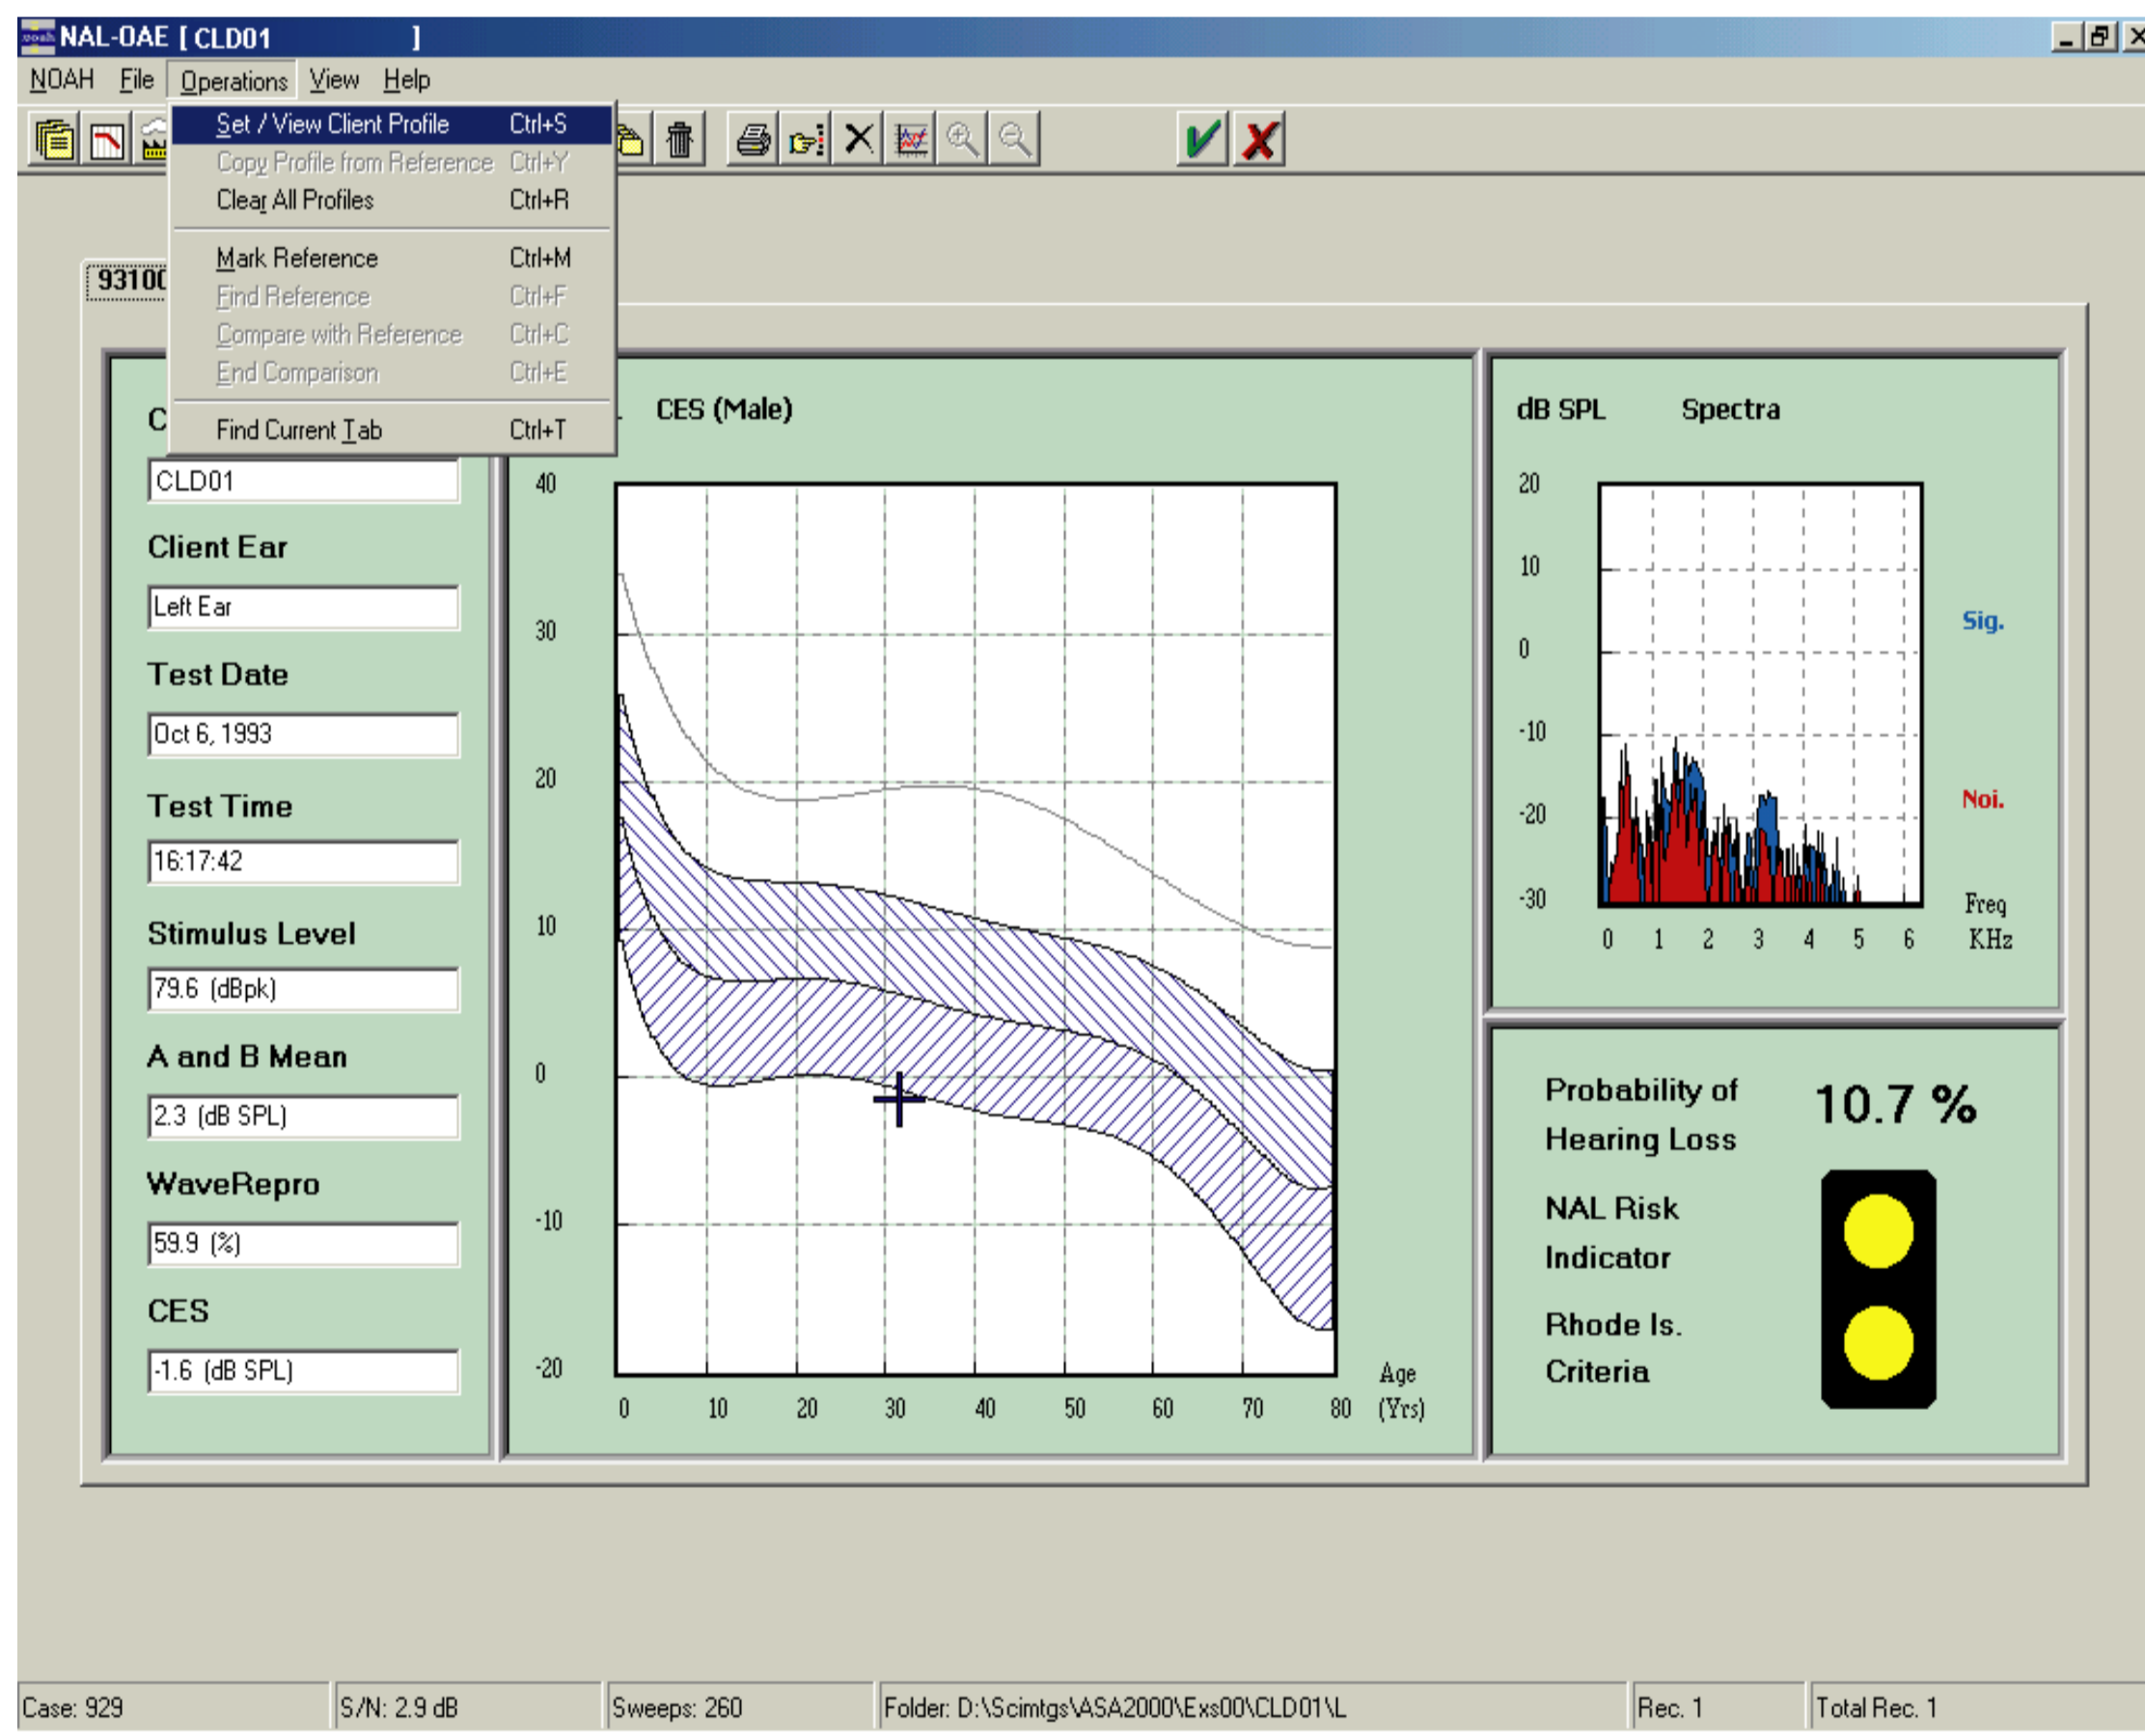 NAL-OAE [ CLD01 ]
NOAH File Operations View Help
Set / View Client Profile Ctrl+S
Copy Profile from Reference Ctrl+Y
Clear All Profiles Ctrl+R
Mark Reference Ctrl+M
Find Reference Ctrl+F
Compare with Reference Ctrl+C
End Comparison Ctrl+E
Find Current Tab Ctrl+T
CLD01
Client Ear
Left Ear
Test Date
Oct 6, 1993
Test Time
16:17:42
Stimulus Level
79.6 (dBpk)
A and B Mean
2.3 (dB SPL)
WaveRepro
59.9 (%)
CES
-1.6 (dB SPL)
CES (Male)
40
30
20
10
0
-10
-20
0 10 20 30 40 50 60 70 80
Age
(Yrs)
dB SPL Spectra
20
10
0
-10
-20
-30
Sig.
Noi.
0 1 2 3 4 5 6
Freq
KHz
Probability of
Hearing Loss
10.7 %
NAL Risk
Indicator
Rhode Is.
Criteria
Case: 929 S/N: 2.9 dB Sweeps: 260 Folder: D:\Scimtgs\ASA2000\Exs00\CLD01\L Rec. 1 Total Rec. 1